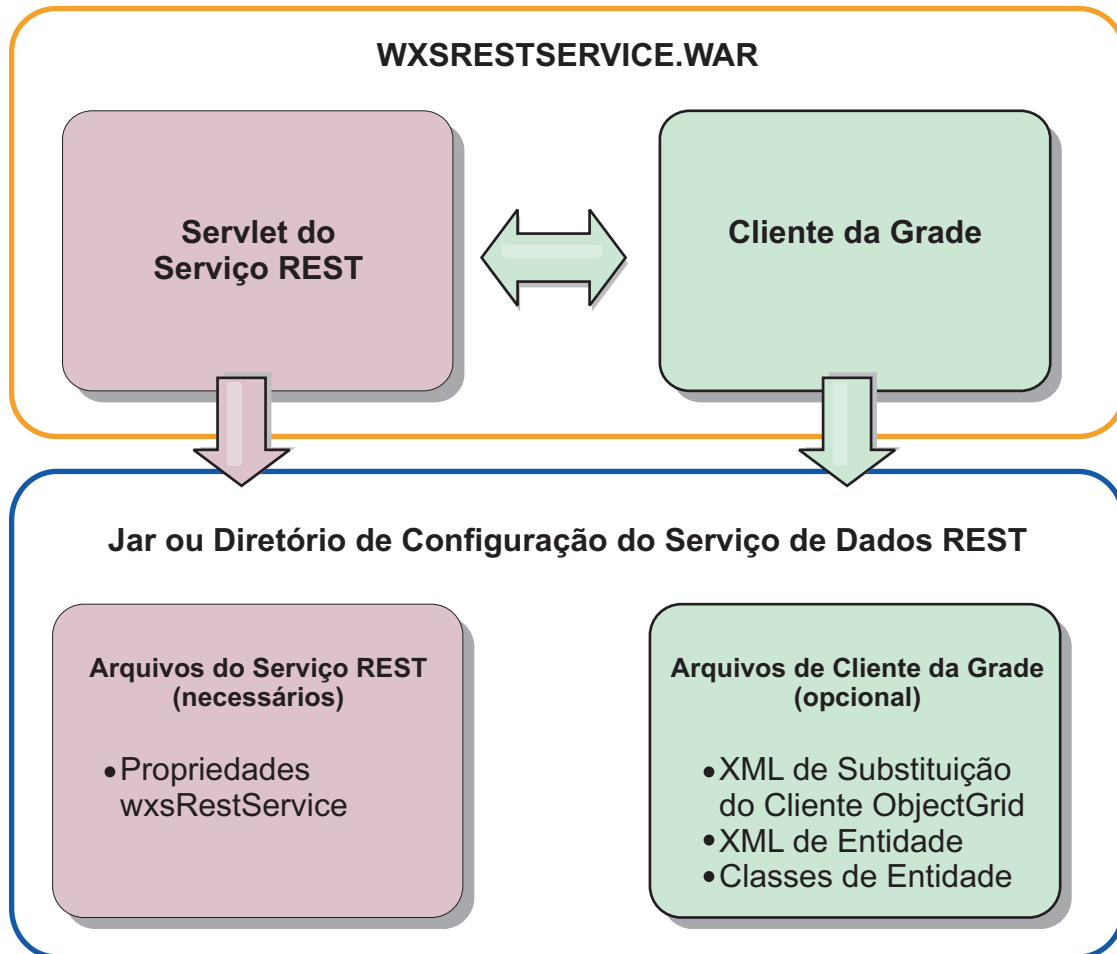 WXSRESTSERVICE.WAR
Servlet do
Serviço REST
Cliente da Grade
Jar ou Diretório de Configuração do Serviço de Dados REST
Arquivos do Serviço REST
(necessários)
•Propriedades
wxsRestService
Arquivos de Cliente da Grade
(opcional)
•XML de Substituição
do Cliente ObjectGrid
•XML de Entidade
•Classes de Entidade